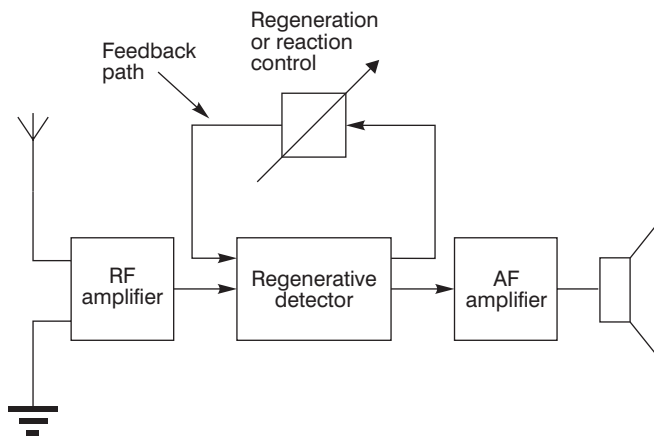 Regeneration
or reaction
control
Feedback
path
RF
amplifier
Regenerative
detector
AF
amplifier